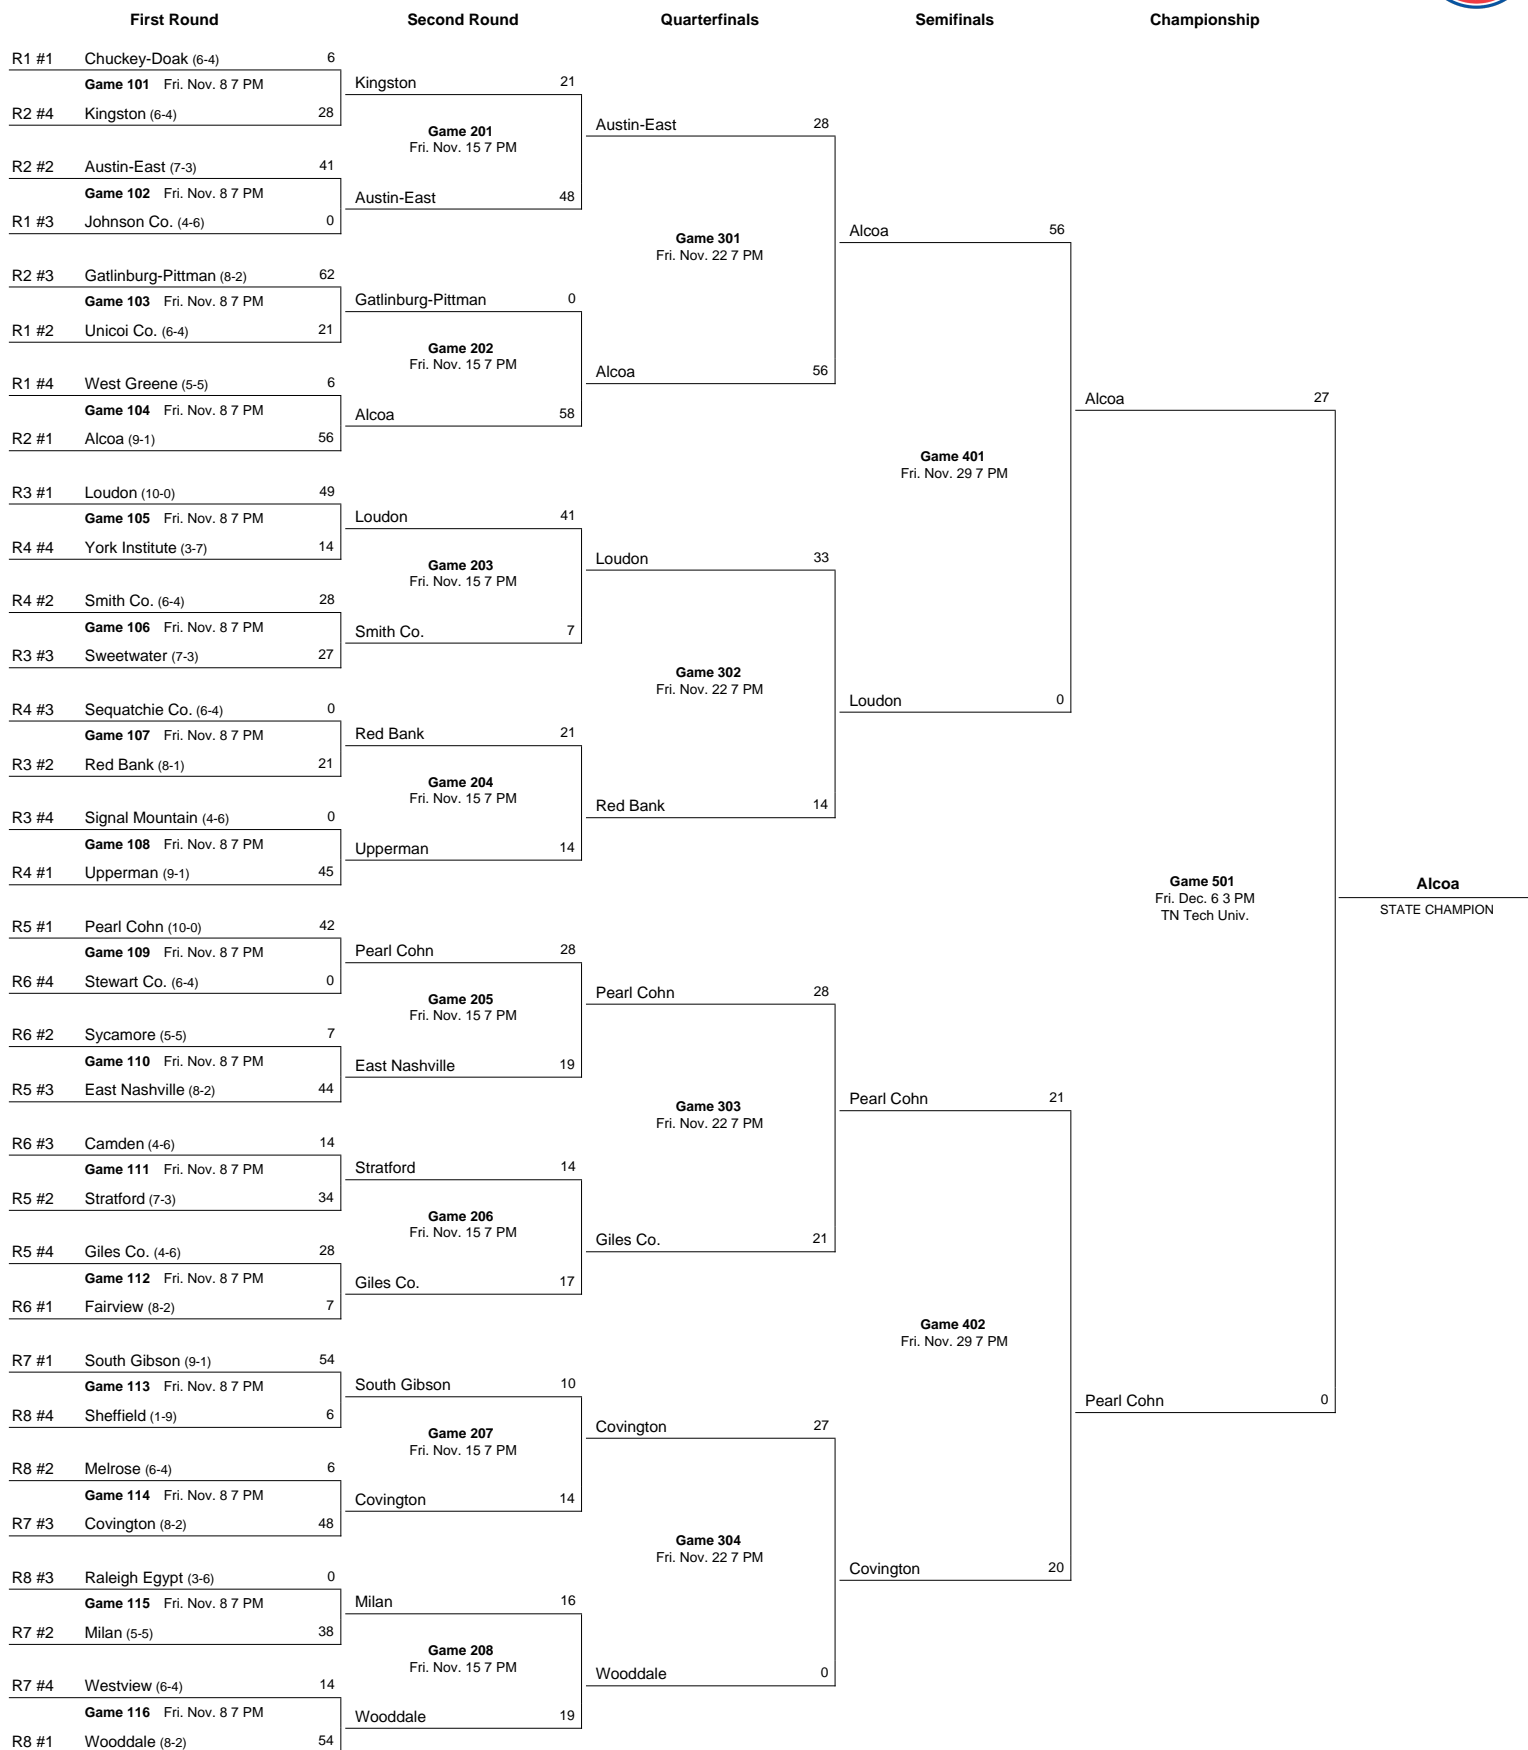 First Round Second Round Quarterfinals Semifinals Championship
R1 #1 Chuckey-Doak (6-4) 6
Game 101 Fri. Nov. 8 7 PM
R2 #4 Kingston (6-4) 28
R2 #2 Austin-East (7-3) 41
Game 102 Fri. Nov. 8 7 PM
R1 #3 Johnson Co. (4-6) 0
R2 #3 Gatlinburg-Pittman (8-2) 62
Game 103 Fri. Nov. 8 7 PM
R1 #2 Unicoi Co. (6-4) 21
R1 #4 West Greene (5-5) 6
Game 104 Fri. Nov. 8 7 PM
R2 #1 Alcoa (9-1) 56
R3 #1 Loudon (10-0) 49
Game 105 Fri. Nov. 8 7 PM
R4 #4 York Institute (3-7) 14
R4 #2 Smith Co. (6-4) 28
Game 106 Fri. Nov. 8 7 PM
R3 #3 Sweetwater (7-3) 27
R4 #3 Sequatchie Co. (6-4) 0
Game 107 Fri. Nov. 8 7 PM
R3 #2 Red Bank (8-1) 21
R3 #4 Signal Mountain (4-6) 0
Game 108 Fri. Nov. 8 7 PM
R4 #1 Upperman (9-1) 45
R5 #1 Pearl Cohn (10-0) 42
Game 109 Fri. Nov. 8 7 PM
R6 #4 Stewart Co. (6-4) 0
R6 #2 Sycamore (5-5) 7
Game 110 Fri. Nov. 8 7 PM
R5 #3 East Nashville (8-2) 44
R6 #3 Camden (4-6) 14
Game 111 Fri. Nov. 8 7 PM
R5 #2 Stratford (7-3) 34
R5 #4 Giles Co. (4-6) 28
Game 112 Fri. Nov. 8 7 PM
R6 #1 Fairview (8-2) 7
R7 #1 South Gibson (9-1) 54
Game 113 Fri. Nov. 8 7 PM
R8 #4 Sheffield (1-9) 6
R8 #2 Melrose (6-4) 6
Game 114 Fri. Nov. 8 7 PM
R7 #3 Covington (8-2) 48
R8 #3 Raleigh Egypt (3-6) 0
Game 115 Fri. Nov. 8 7 PM
R7 #2 Milan (5-5) 38
R7 #4 Westview (6-4) 14
Game 116 Fri. Nov. 8 7 PM
R8 #1 Wooddale (8-2) 54
Kingston 21
Game 201
Fri. Nov. 15 7 PM
Austin-East 48
Gatlinburg-Pittman 0
Game 202
Fri. Nov. 15 7 PM
Alcoa 58
Loudon 41
Game 203
Fri. Nov. 15 7 PM
Smith Co. 7
Red Bank 21
Game 204
Fri. Nov. 15 7 PM
Upperman 14
Pearl Cohn 28
Game 205
Fri. Nov. 15 7 PM
East Nashville 19
Stratford 14
Game 206
Fri. Nov. 15 7 PM
Giles Co. 17
South Gibson 10
Game 207
Fri. Nov. 15 7 PM
Covington 14
Milan 16
Game 208
Fri. Nov. 15 7 PM
Wooddale 19
Austin-East 28
Game 301
Fri. Nov. 22 7 PM
Alcoa 56
Loudon 33
Game 302
Fri. Nov. 22 7 PM
Red Bank 14
Pearl Cohn 28
Game 303
Fri. Nov. 22 7 PM
Giles Co. 21
Covington 27
Game 304
Fri. Nov. 22 7 PM
Wooddale 0
Alcoa 56
Game 401
Fri. Nov. 29 7 PM
Loudon 0
Pearl Cohn 21
Game 402
Fri. Nov. 29 7 PM
Covington 20
Alcoa 27
Game 501
Fri. Dec. 6 3 PM
TN Tech Univ.
Pearl Cohn 0
Alcoa
STATE CHAMPION